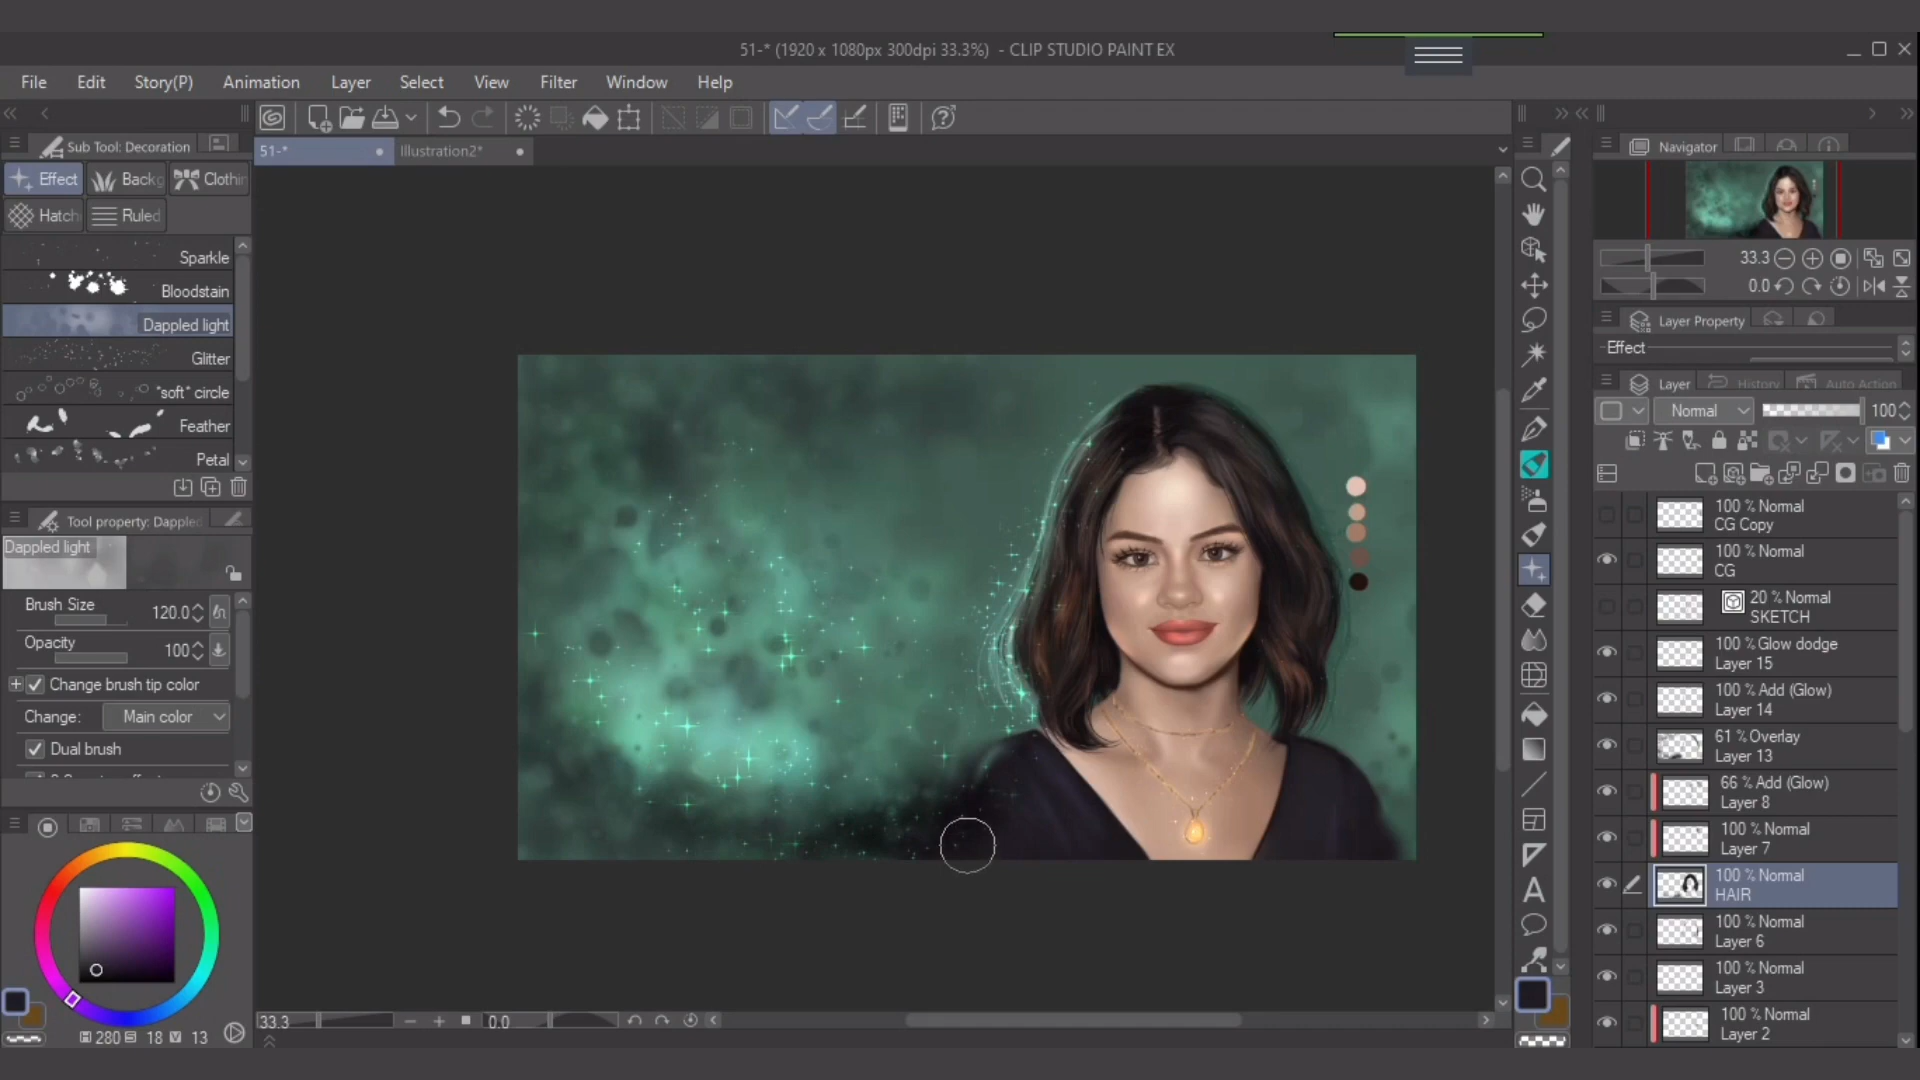 51-* (1920 x 1080px 300dpi 33.3%) - CLIP STUDIO PAINT EX
File Edit Story(P) Animation Layer Select View Filter Window Help
Sub Tool: Decoration
51-*
Illustration2*
Effect Backg Clothin
Hatch Ruled
Sparkle
Bloodstain
Dappled light
Glitter
*soft* circle
Feather
Petal
Tool property: Dappled
Dappled light
Brush Size 120.0
Opacity 100
Change brush tip color
Change: Main color
Dual brush
H 280 S 18 V 13
33.3 0.0
Navigator
33.3
0.0
Layer Property
Effect
Layer History Auto Action
Normal 100
100 % Normal
CG Copy
100 % Normal
CG
20 % Normal
SKETCH
100 % Glow dodge
Layer 15
100 % Add (Glow)
Layer 14
61 % Overlay
Layer 13
66 % Add (Glow)
Layer 8
100 % Normal
Layer 7
100 % Normal
HAIR
100 % Normal
Layer 6
100 % Normal
Layer 3
100 % Normal
Layer 2